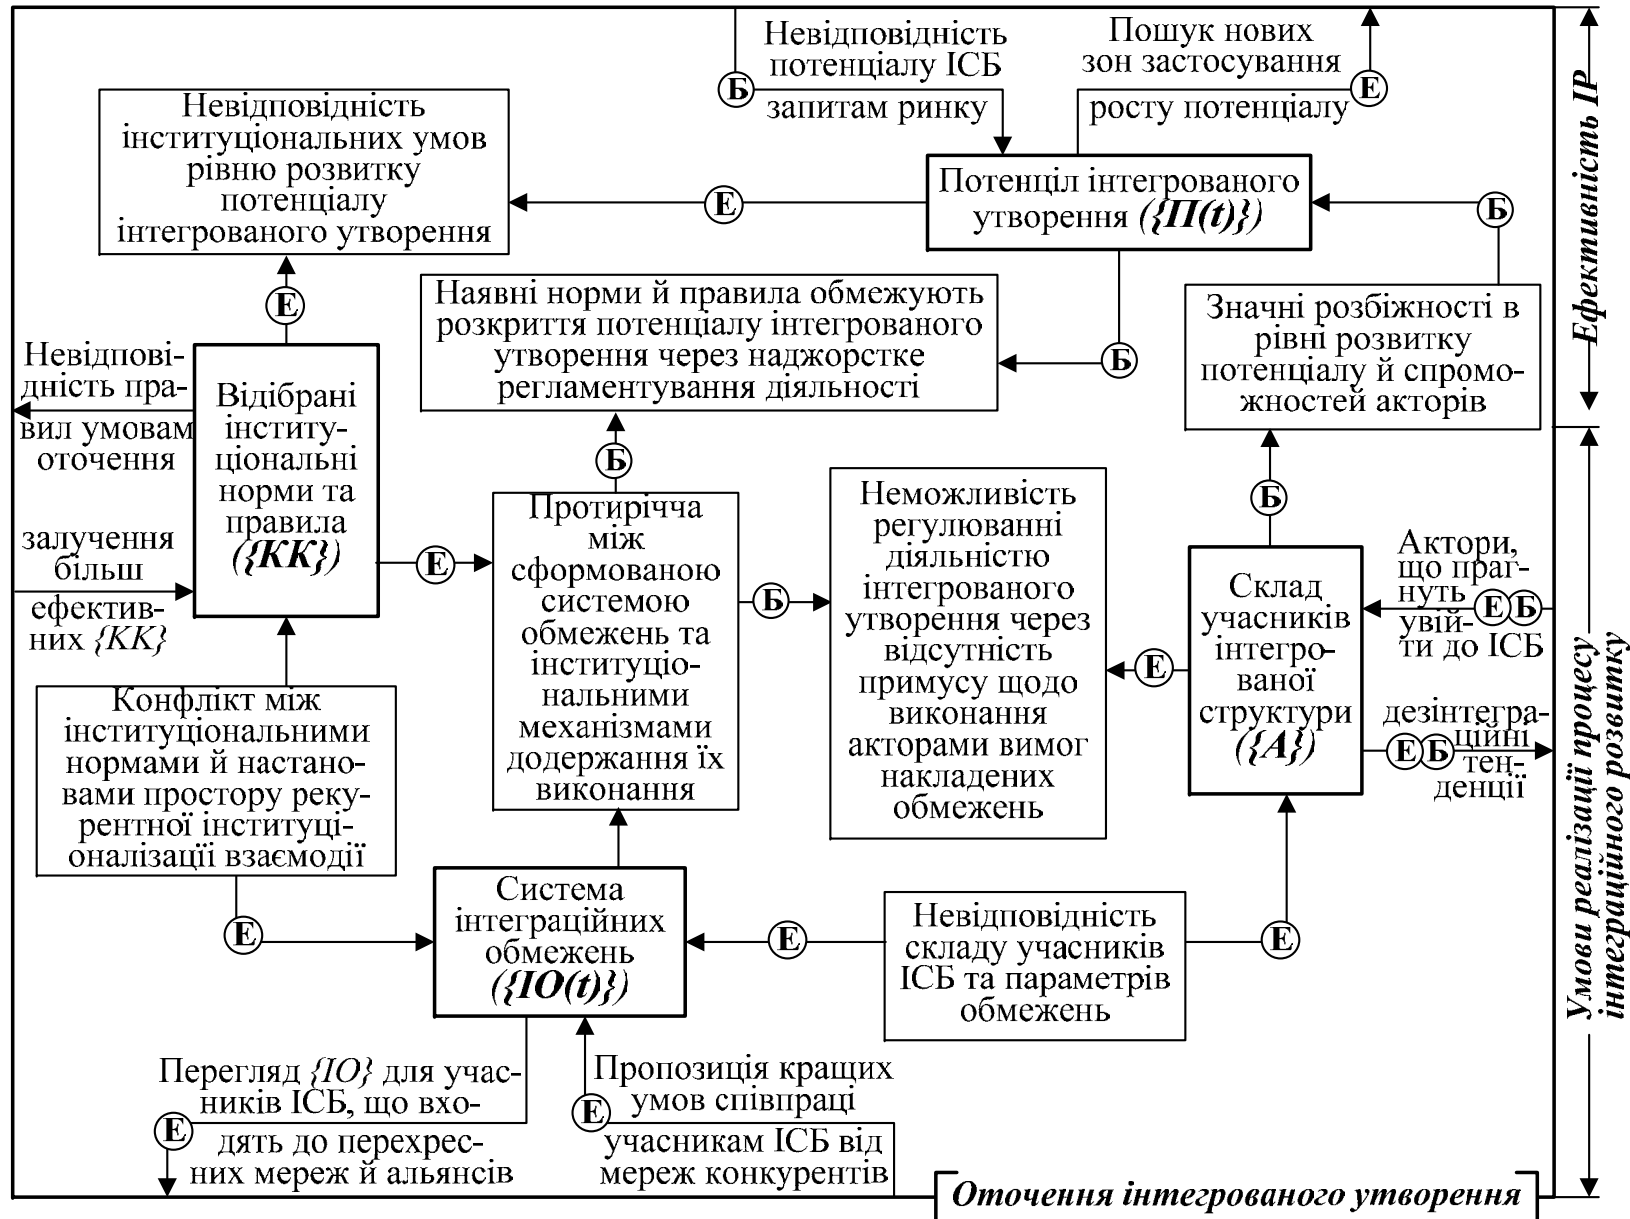 Невідповідність
потенціалу ІСБ
запитам ринку
Б
Пошук нових
зон застосування
росту потенціалу
Е
Невідповідність
інституціональних умов
рівню розвитку
потенціалу
інтегрованого утворення
Е
Потенціл інтегрованого
утворення ({П(t)})
Б
Е
Наявні норми й правила обмежують
розкриття потенціалу інтегрованого
утворення через наджорстке
регламентування діяльності
Б
Значні розбіжності в
рівні розвитку
потенціалу й спромо-
жностей акторів
Ефективність ІР
Невідпові-
дність пра-
вил умовам
оточення
Відібрані
інститу-
ціональні
норми та
правила
({КК})
залучення
більш
ефектив-
них {КК}
Е
Б
Протиріччя
між
сформованою
системою
обмежень та
інституціо-
нальними
механізмами
додержання їх
виконання
Б
Неможливість
регулюванні
діяльністю
інтегрованого
утворення через
відсутність
примусу щодо
виконання
акторами вимог
накладених
обмежень
Е
Б
Склад
учасників
інтегро-
ваної
структури
({А})
Актори,
що праг-
нуть
увій-
ти до ІСБ
Е Б
дезінтегра-
ційні
тен-
денції
Е Б
Умови реалізації процесу
інтеграційного розвитку
Конфлікт між
інституціональними
нормами й настано-
вами простору реку-
рентної інституці-
оналізації взаємодії
Е
Система
інтеграційних
обмежень
({ІО(t)})
Е
Невідповідність
складу учасників
ІСБ та параметрів
обмежень
Е
Перегляд {ІО} для учас-
ників ІСБ, що вхо-
дять до перехрес-
них мереж й альянсів
Е
Пропозиція кращих
умов співпраці
учасникам ІСБ від
мереж конкурентів
Е
Оточення інтегрованого утворення